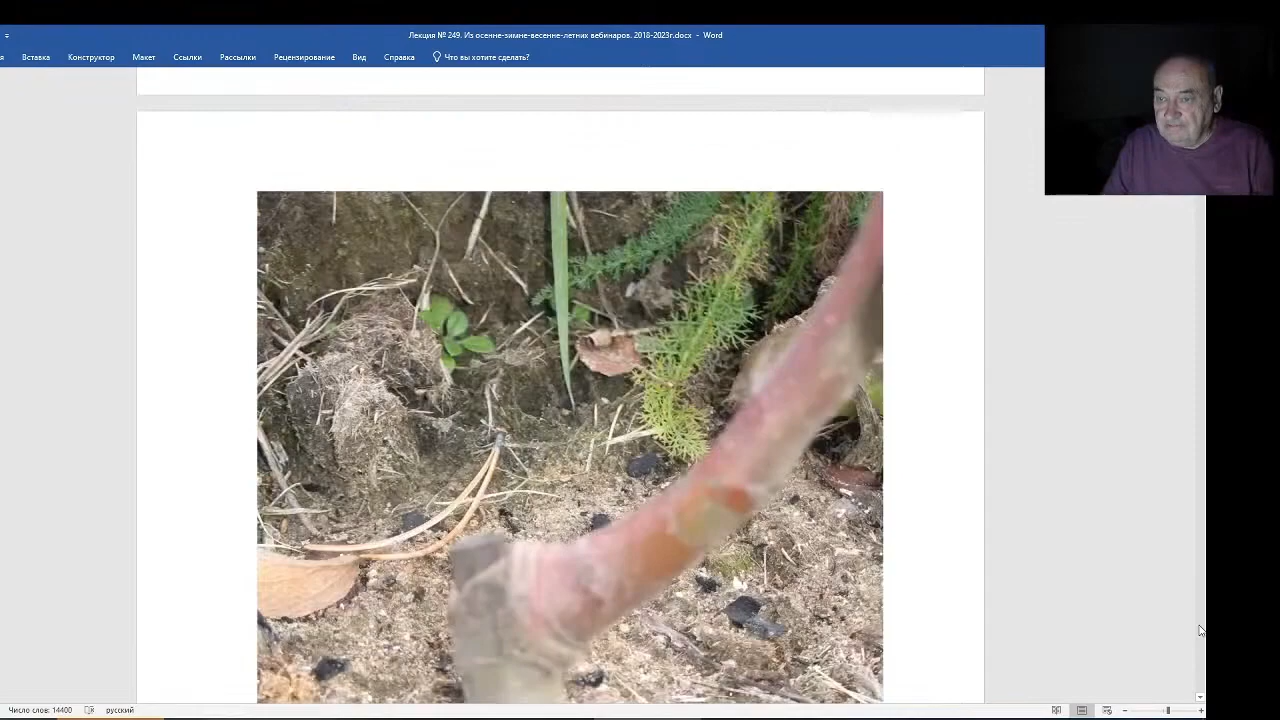 Лекция № 249. Из осенне-зимне-весенне-летних вебинаров. 2018-2023г.docx - Word
я Вставка Конструктор Макет Ссылки Рассылки Рецензирование Вид Справка Что вы хотите сделать?
Число слов: 14400 русский